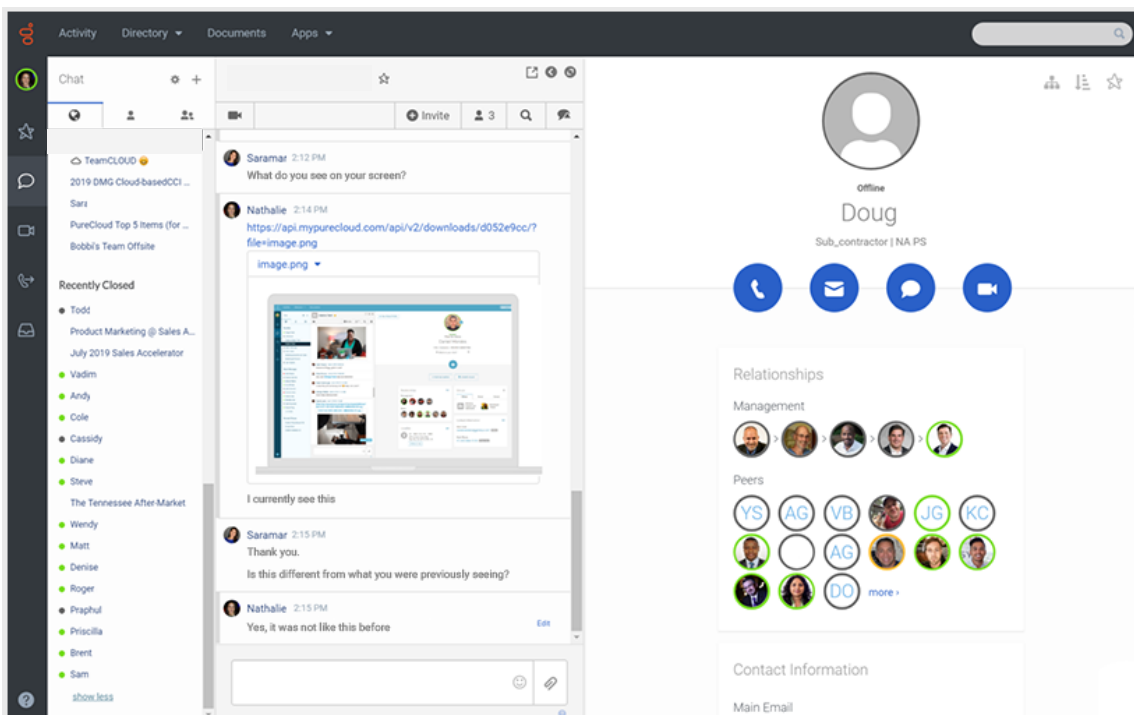 Activity
Directory
Documents
Apps
Chat
Invite
3
TeamCLOUD
2019 DMG Cloud-basedCCI ...
Sara
PureCloud Top 5 Items (for ...
Bobbi's Team Offsite
Recently Closed
Todd
Product Marketing @ Sales A...
July 2019 Sales Accelerator
Vadim
Andy
Cole
Cassidy
Diane
Steve
The Tennessee After-Market
Wendy
Matt
Denise
Roger
Praphul
Priscilla
Brent
Sam
show less
Saramar 2:12 PM
What do you see on your screen?
Nathalie 2:14 PM
https://api.mypurecloud.com/api/v2/downloads/d052e9cc/?
file=image.png
image.png
I currently see this
Saramar 2:15 PM
Thank you.
Is this different from what you were previously seeing?
Nathalie 2:15 PM
Yes, it was not like this before
Edit
Offline
Doug
Sub_contractor | NA PS
Relationships
Management
Peers
YS AG VB JG KC
AG
DO more ›
Contact Information
Main Email